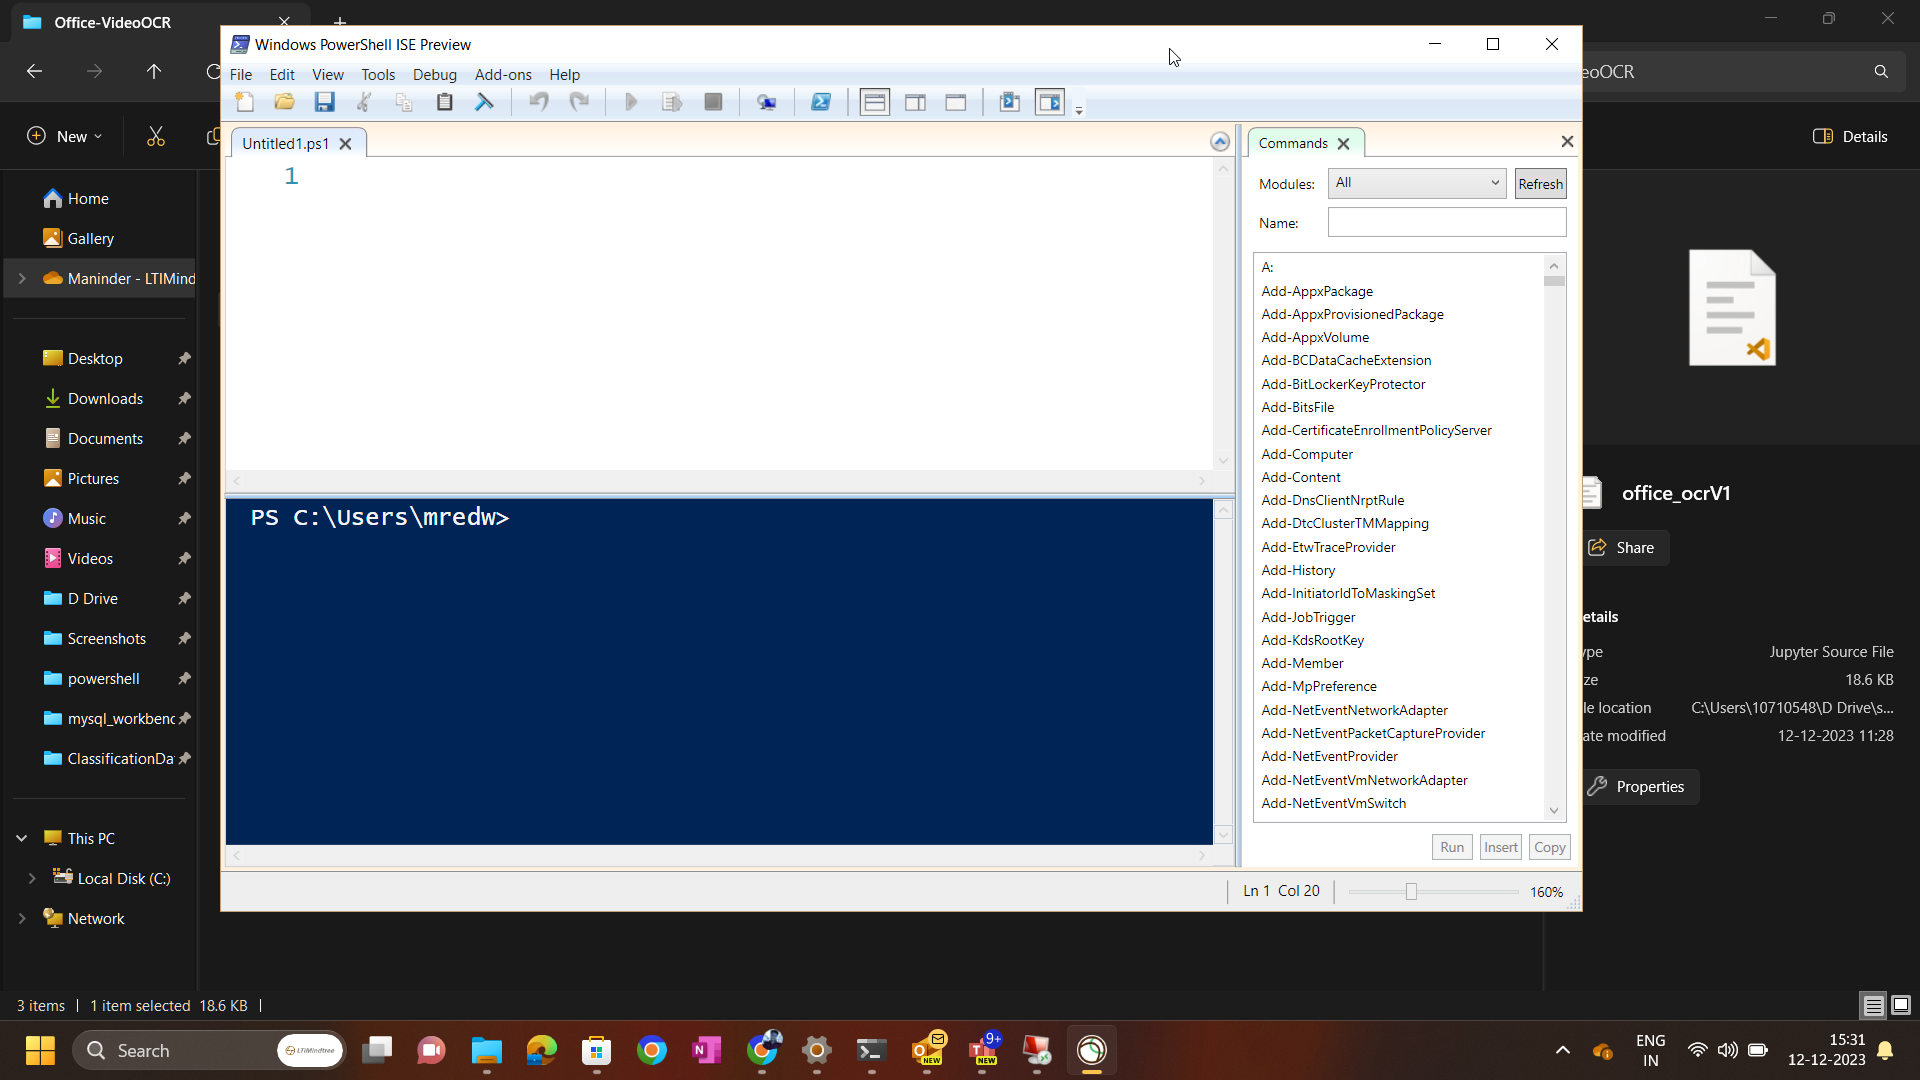 Office-VideoOCR
Windows PowerShell ISE Preview
File Edit View Tools Debug Add-ons Help
eoOCR
New
Details
Untitled1.ps1
1
Commands
Modules: All Refresh
Name:
Home
Gallery
Maninder - LTIMind
Desktop
Downloads
Documents
Pictures
Music
Videos
D Drive
Screenshots
powershell
mysql_workbenc
ClassificationDa
This PC
Local Disk (C:)
Network
PS C:\Users\mredw>
A:
Add-AppxPackage
Add-AppxProvisionedPackage
Add-AppxVolume
Add-BCDataCacheExtension
Add-BitLockerKeyProtector
Add-BitsFile
Add-CertificateEnrollmentPolicyServer
Add-Computer
Add-Content
Add-DnsClientNrptRule
Add-DtcClusterTMMapping
Add-EtwTraceProvider
Add-History
Add-InitiatorIdToMaskingSet
Add-JobTrigger
Add-KdsRootKey
Add-Member
Add-MpPreference
Add-NetEventNetworkAdapter
Add-NetEventPacketCaptureProvider
Add-NetEventProvider
Add-NetEventVmNetworkAdapter
Add-NetEventVmSwitch
Run Insert Copy
Ln 1 Col 20 160%
office_ocrV1
Share
etails
ype Jupyter Source File
ze 18.6 KB
le location C:\Users\10710548\D Drive\s...
ate modified 12-12-2023 11:28
Properties
3 items 1 item selected 18.6 KB
Search LTIMindtree NEW 9+ NEW
ENG
IN
15:31
12-12-2023